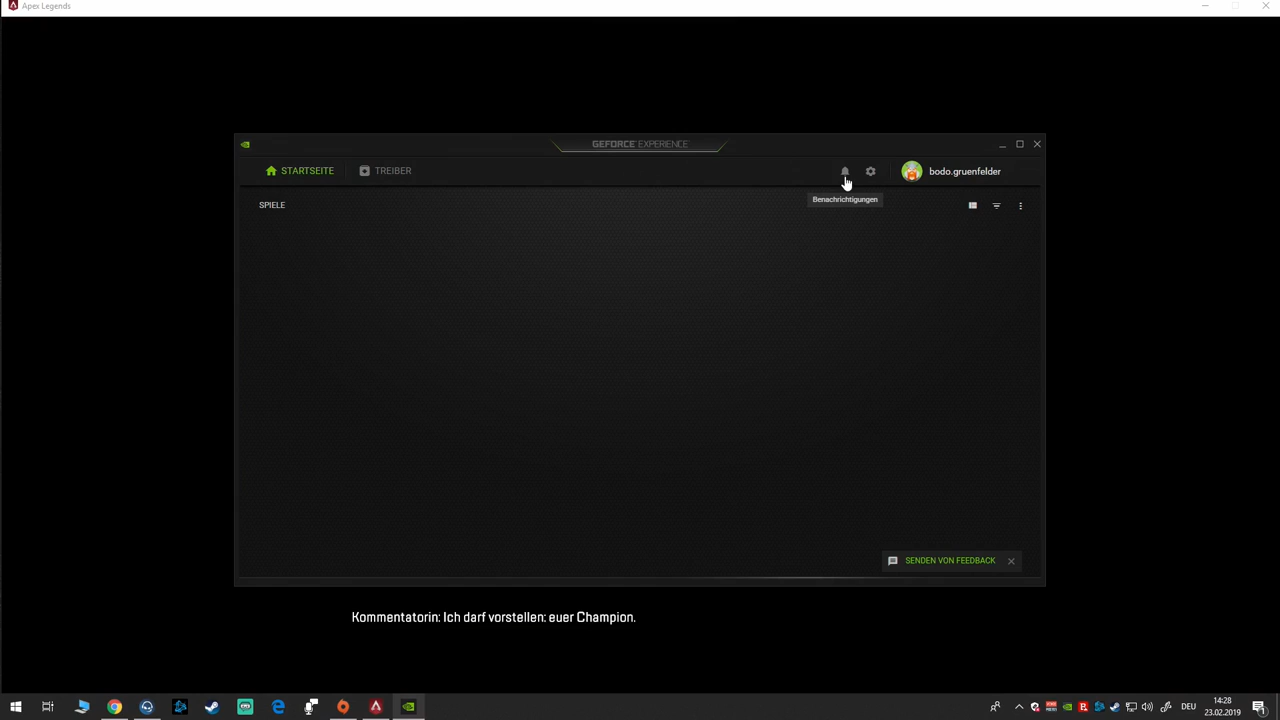 Apex Legends
GEFORCE EXPERIENCE
STARTSEITE
TREIBER
bodo.gruenfelder
Benachrichtigungen
SPIELE
SENDEN VON FEEDBACK
Kommentatorin: Ich darf vorstellen: euer Champion.
DEU
14:28
23.02.2019